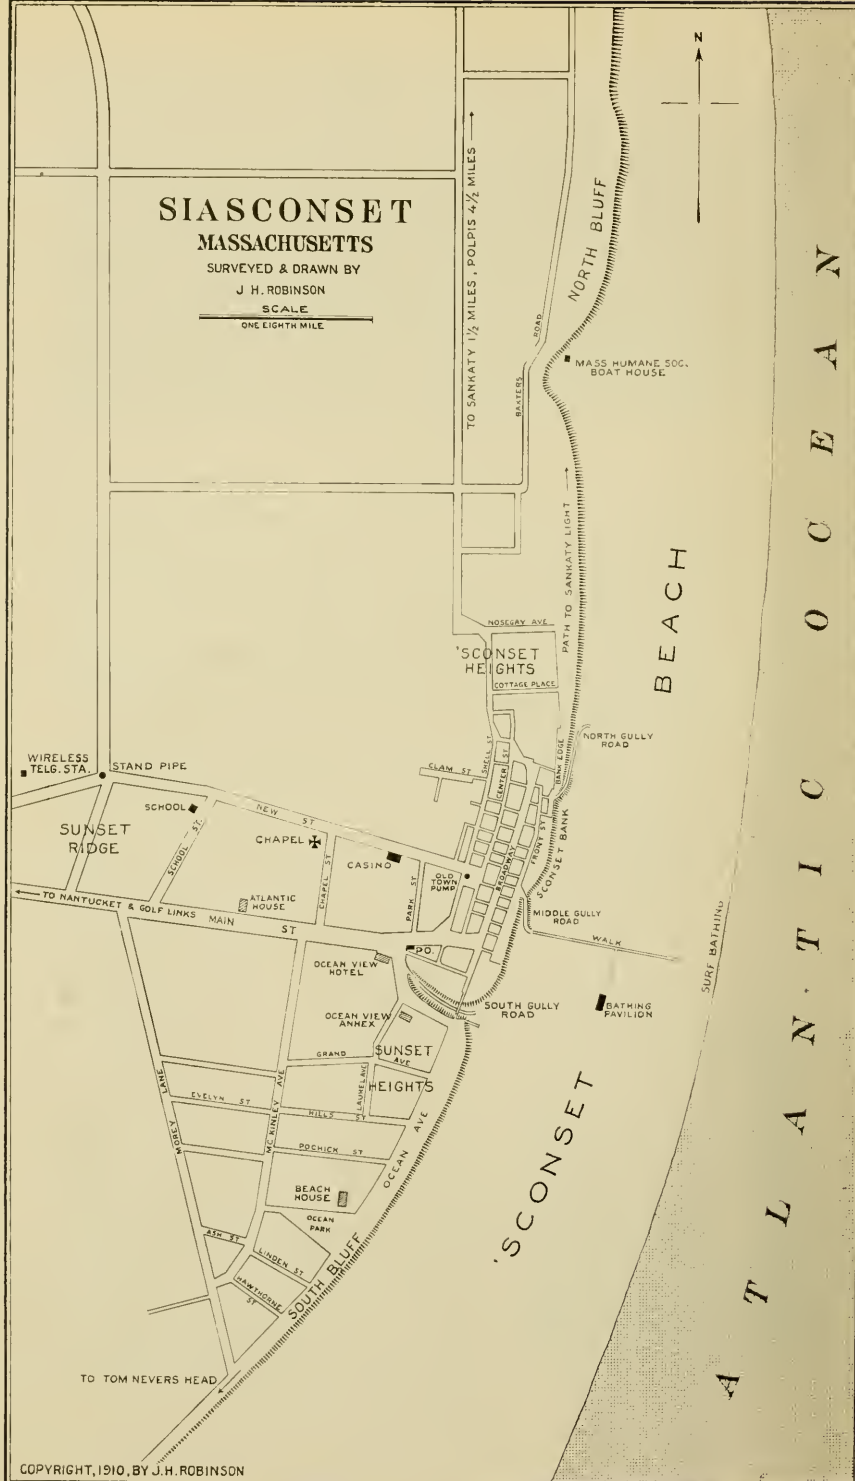 SIASCONSET
MASSACHUSETTS
SURVEYED & DRAWN BY
J H. ROBINSON
SCALE
ONE EIGHTH MILE
N
TO SANKATY 1½ MILES, POLPIS 4½ MILES
NORTH BLUFF
BAXTERS ROAD
MASS HUMANE SOC.
BOAT HOUSE
PATH TO SANKATY LIGHT
ATLANTIC OCEAN
'SCONSET BEACH
NOSEGAY AVE
'SCONSET
HEIGHTS
COTTAGE PLACE
NORTH GULLY
ROAD
BANK EDGE
CLAM ST
SHELL ST
CENTER ST
WIRELESS
TELG. STA.
STAND PIPE
SCHOOL
NEW ST
SUNSET
RIDGE
SCHOOL ST.
CHAPEL
CHAPEL ST
CASINO
PARK ST
OLD
TOWN
PUMP
BROADWAY
FRONT ST
SCONSET BANK
TO NANTUCKET & GOLF LINKS
MAIN ST
ATLANTIC
HOUSE
MIDDLE GULLY
ROAD
WALK
SURF BATHING
P.O.
OCEAN VIEW
HOTEL
OCEAN VIEW
ANNEX
SOUTH GULLY
ROAD
BATHING
PAVILION
GRAND AVE
SUNSET
HEIGHTS
LAUREL AVE
MOREY LANE
EVELYN ST
MC KINLEY AVE
HILLS ST
OCEAN AVE
POCHICK ST
BEACH
HOUSE
OCEAN
PARK
ASH ST
LINDEN ST
HAWTHORNE ST
SOUTH BLUFF
TO TOM NEVERS HEAD
COPYRIGHT, 1910, BY J.H. ROBINSON